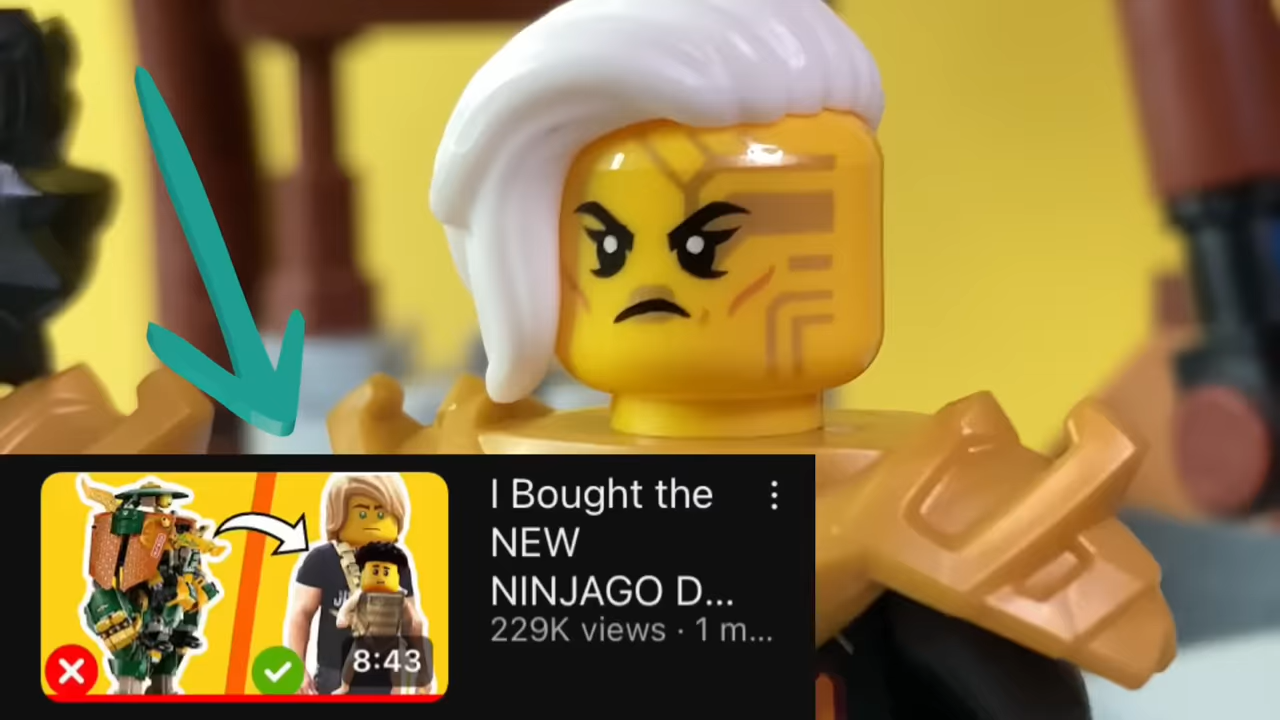 I Bought the
NEW
NINJAGO D...
229K views · 1 m...
8:43